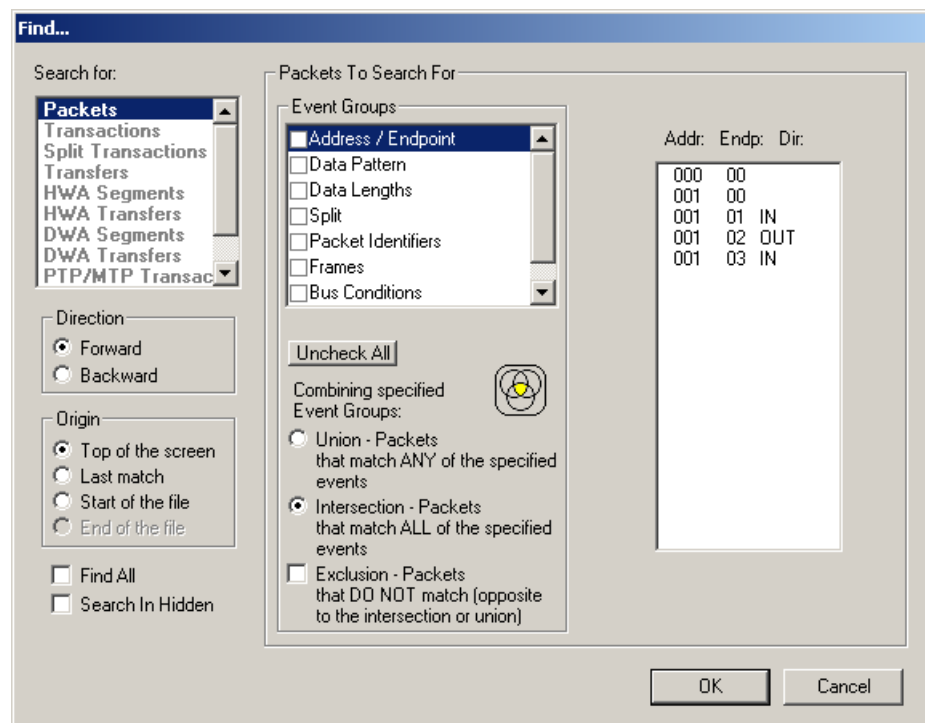 Find...
Search for:
Packets
Transactions
Split Transactions
Transfers
HWA Segments
HWA Transfers
DWA Segments
DWA Transfers
PTP/MTP Transac
Direction
Forward
Backward
Origin
Top of the screen
Last match
Start of the file
End of the file
Find All
Search In Hidden
Packets To Search For
Event Groups
Address / Endpoint
Data Pattern
Data Lengths
Split
Packet Identifiers
Frames
Bus Conditions
Uncheck All
Combining specified
Event Groups:
Union - Packets
that match ANY of the specified
events
Intersection - Packets
that match ALL of the specified
events
Exclusion - Packets
that DO NOT match (opposite
to the intersection or union)
Addr: Endp: Dir:
000 00
001 00
001 01 IN
001 02 OUT
001 03 IN
OK
Cancel